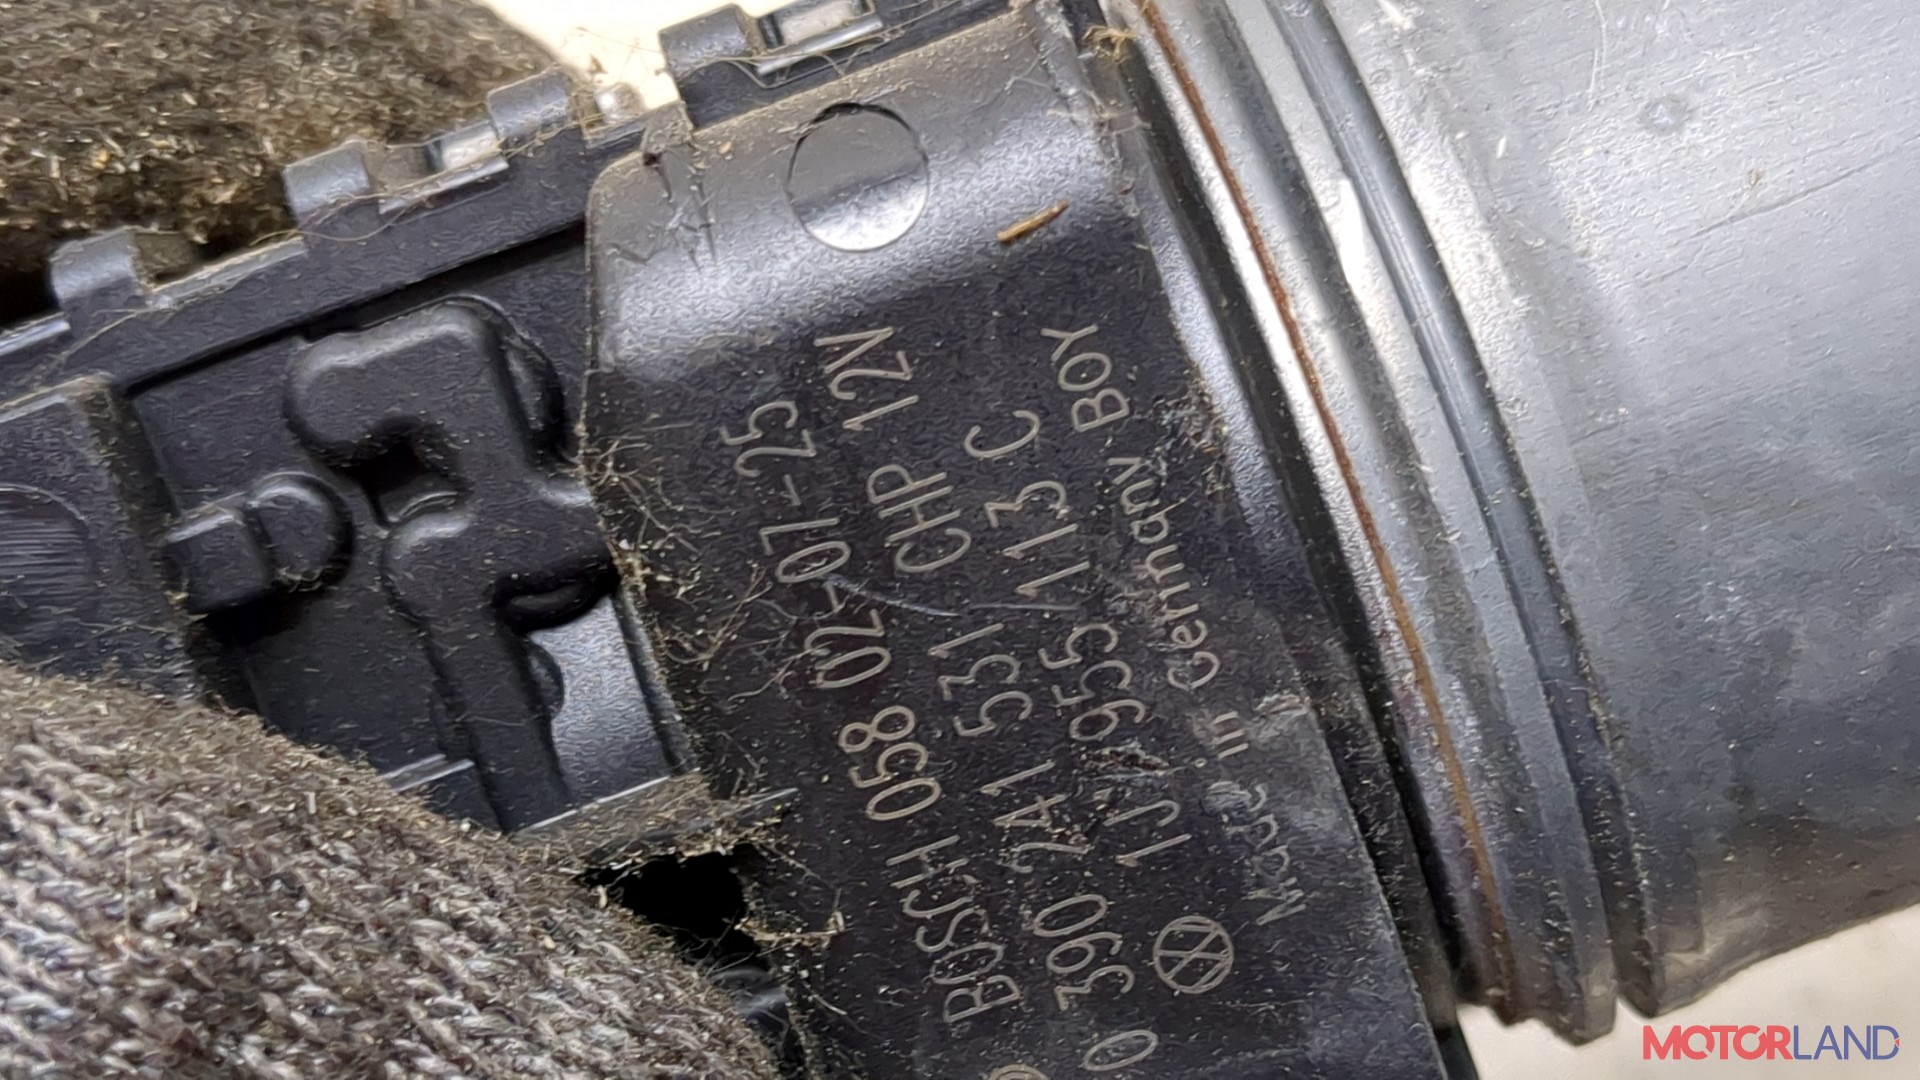 02-07-25
BOSCH 058 CHP 12V
0 390 241 531
1J1 955 113 C
Made in Germany BOY
MOTORLAND